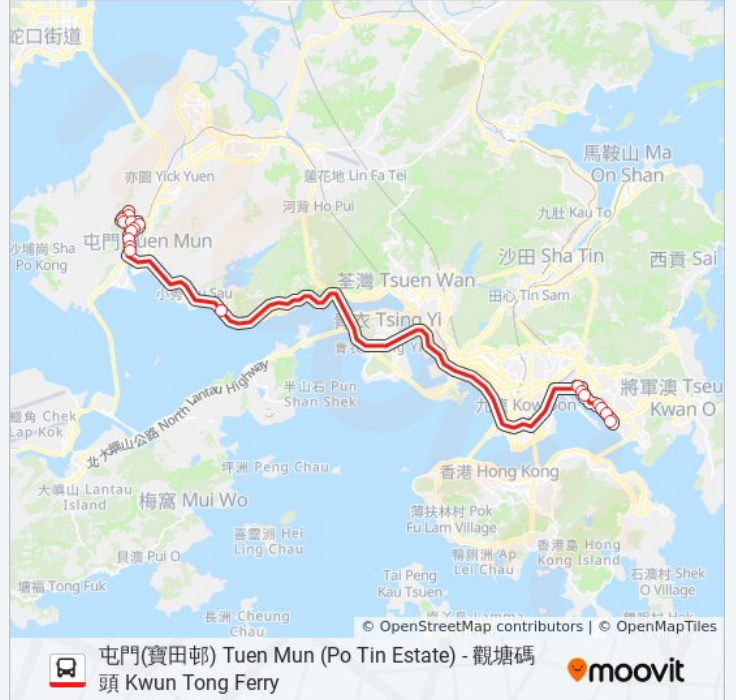 蛇口街道
馬鞍山 Ma
On Shan
亦園 Yick Yuen
蓮花地 Lin Fa Tei
河背 Ho Pui
九肚 Kau To
屯門 Tuen Mun
沙埔崗 Sha
Po Kong
沙田 Sha Tin
西貢 Sai
荃灣 Tsuen Wan
田心 Tin Sam
Sau
青衣 Tsing Yi
半山石 Pun
Shan Shek
將軍澳 Tseu
Kwan O
Chek
Lap Kok
北大嶼山公路 North Lantau Highway
坪洲 Peng Chau
香港 Hong Kong
大嶼山 Lantau
Island
梅窩 Mui Wo
薄扶林村 Pok
Fu Lam Village
喜靈洲 Hei
Ling Chau
鴨脷洲 Ap
Lei Chau
香港島 Hong
Kong Island
貝澳 Pui O
塘福 Tong Fuk
Tai Peng
Kau Tsuen
石澳村 Shek
O Village
長洲 Cheung
Chau
© OpenStreetMap contributors | © OpenMapTiles
屯門(寶田邨) Tuen Mun (Po Tin Estate) - 觀塘碼
頭 Kwun Tong Ferry
moovit